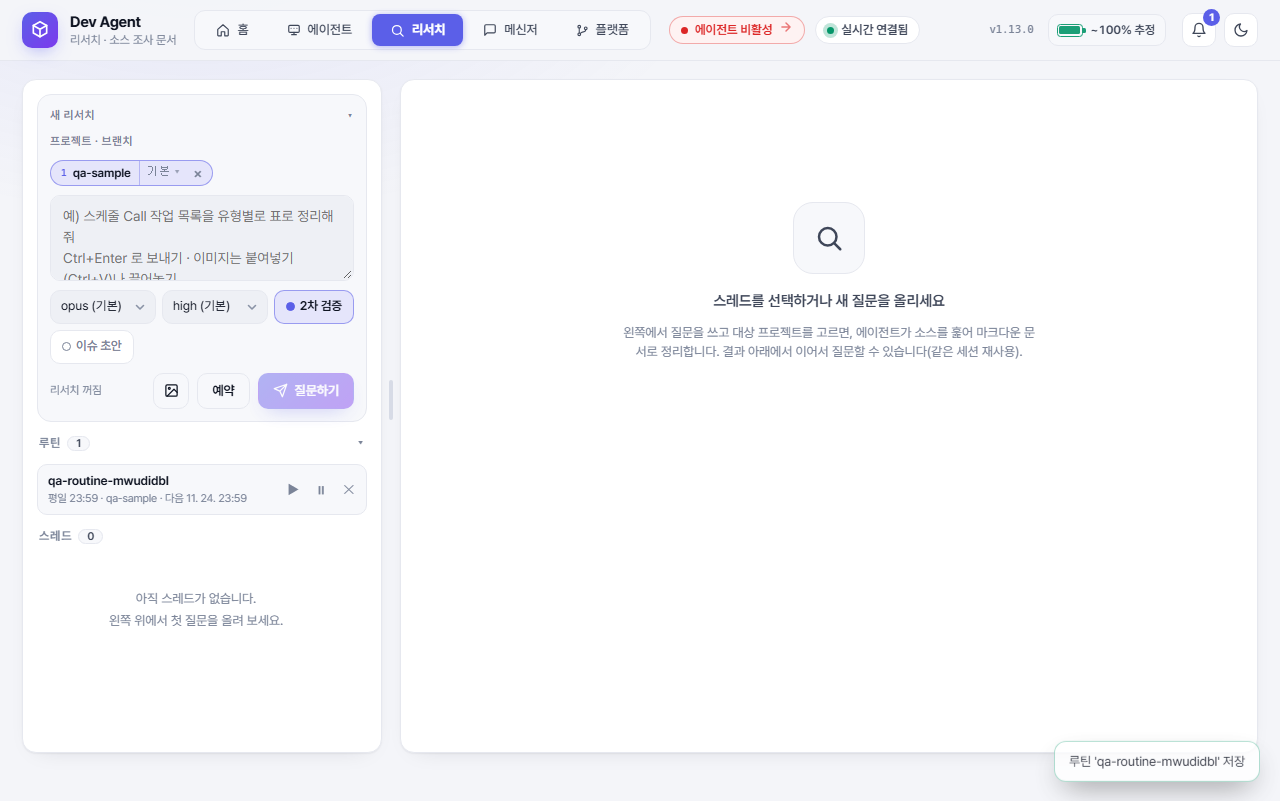 Dev Agent
리서치 · 소스 조사 문서
홈
에이전트
리서치
메신저
플랫폼
에이전트 비활성
실시간 연결됨
v1.13.0
~100% 추정
1
새 리서치
프로젝트 · 브랜치
1 qa-sample 기본
예) 스케줄 Call 작업 목록을 유형별로 표로 정리해
줘
Ctrl+Enter 로 보내기 · 이미지는 붙여넣기
(Ctrl+V)나 끌어놓기
opus (기본)
high (기본)
2차 검증
이슈 초안
리서치 꺼짐
예약
질문하기
루틴 1
qa-routine-mwudidbl
평일 23:59 · qa-sample · 다음 11. 24. 23:59
스레드 0
아직 스레드가 없습니다.
왼쪽 위에서 첫 질문을 올려 보세요.
스레드를 선택하거나 새 질문을 올리세요
왼쪽에서 질문을 쓰고 대상 프로젝트를 고르면, 에이전트가 소스를 훑어 마크다운 문
서로 정리합니다. 결과 아래에서 이어서 질문할 수 있습니다(같은 세션 재사용).
루틴 'qa-routine-mwudidbl' 저장